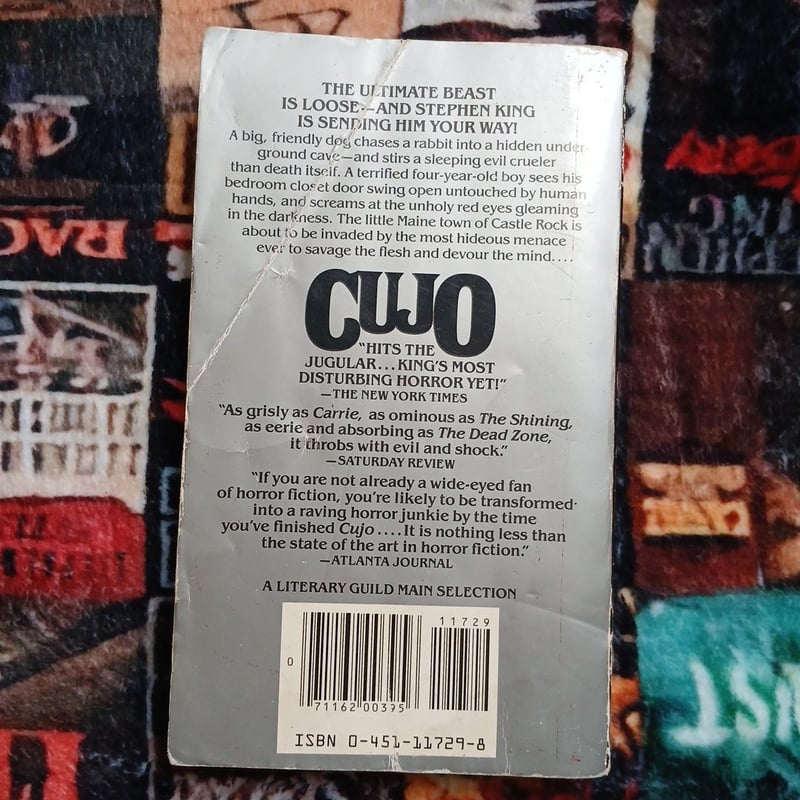 THE ULTIMATE BEAST
IS LOOSE—AND STEPHEN KING
IS SENDING HIM YOUR WAY!
A big, friendly dog chases a rabbit into a hidden under-
ground cave—and stirs a sleeping evil crueler
than death itself. A terrified four-year-old boy sees his
bedroom closet door swing open untouched by human
hands, and screams at the unholy red eyes gleaming
in the darkness. The little Maine town of Castle Rock is
about to be invaded by the most hideous menace
ever to savage the flesh and devour the mind....
CUJO
"HITS THE
JUGULAR...KING'S MOST
DISTURBING HORROR YET!"
—THE NEW YORK TIMES
"As grisly as Carrie, as ominous as The Shining,
as eerie and absorbing as The Dead Zone,
it throbs with evil and shock."
—SATURDAY REVIEW
"If you are not already a wide-eyed fan
of horror fiction, you're likely to be transformed
into a raving horror junkie by the time
you've finished Cujo....It is nothing less than
the state of the art in horror fiction."
—ATLANTA JOURNAL
A LITERARY GUILD MAIN SELECTION
11729
0
71162 00395
ISBN 0-451-11729-8